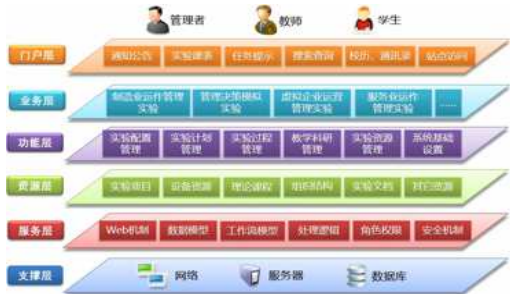 管理者 教师 学生
门户层 通知公告 实验课表 任务提示 搜索查询 校历、通讯录 站点访问
业务层 制造业运作管理实验 管理决策模拟实验 虚拟企业运营管理实验 服务业运作管理实验 ......
功能层 实验配置管理 实验计划管理 实验过程管理 教学科研管理 实验资源管理 系统基础设置
资源层 实验项目 设备资源 理论课程 组织结构 实验文档 其它资源
服务层 Web机制 数据模型 工作流模型 处理逻辑 角色权限 安全机制
支撑层 网络 服务器 数据库